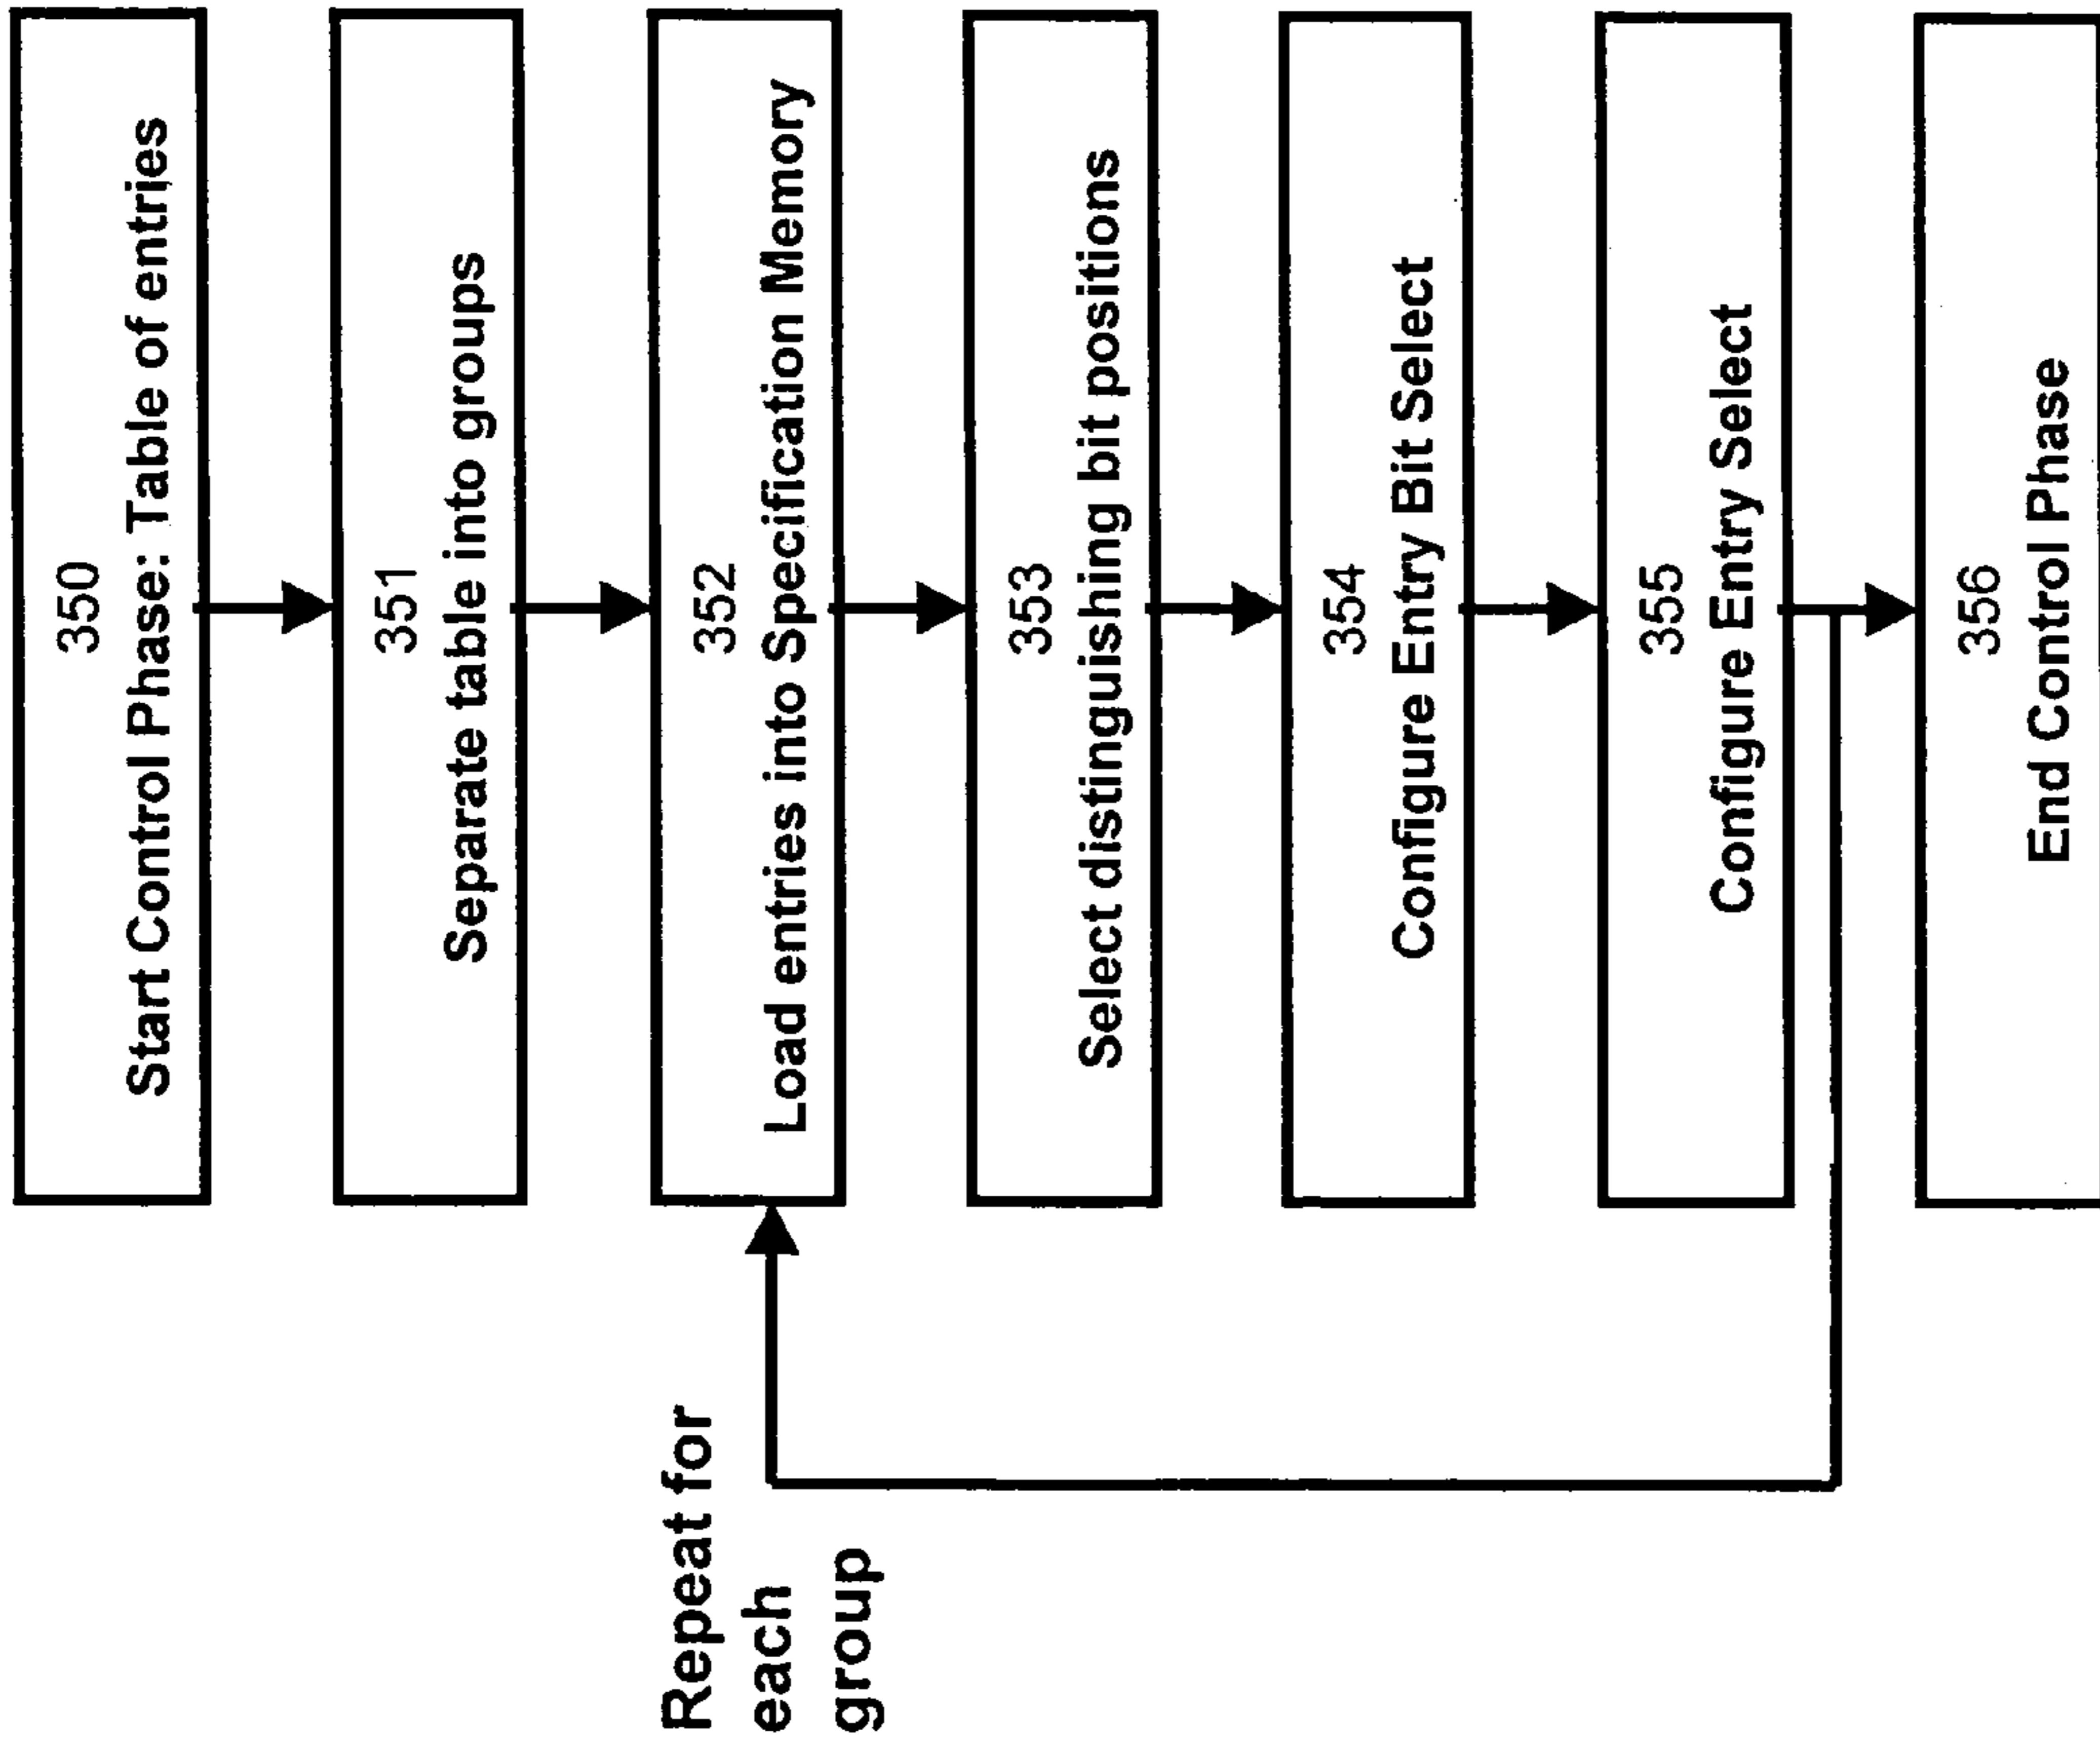 350
Start Control Phase: Table of entries
351
Separate table into groups
352
Load entries into Specification Memory
353
Select distinguishing bit positions
354
Configure Entry Bit Select
355
Configure Entry Select
356
End Control Phase
Repeat for
each
group